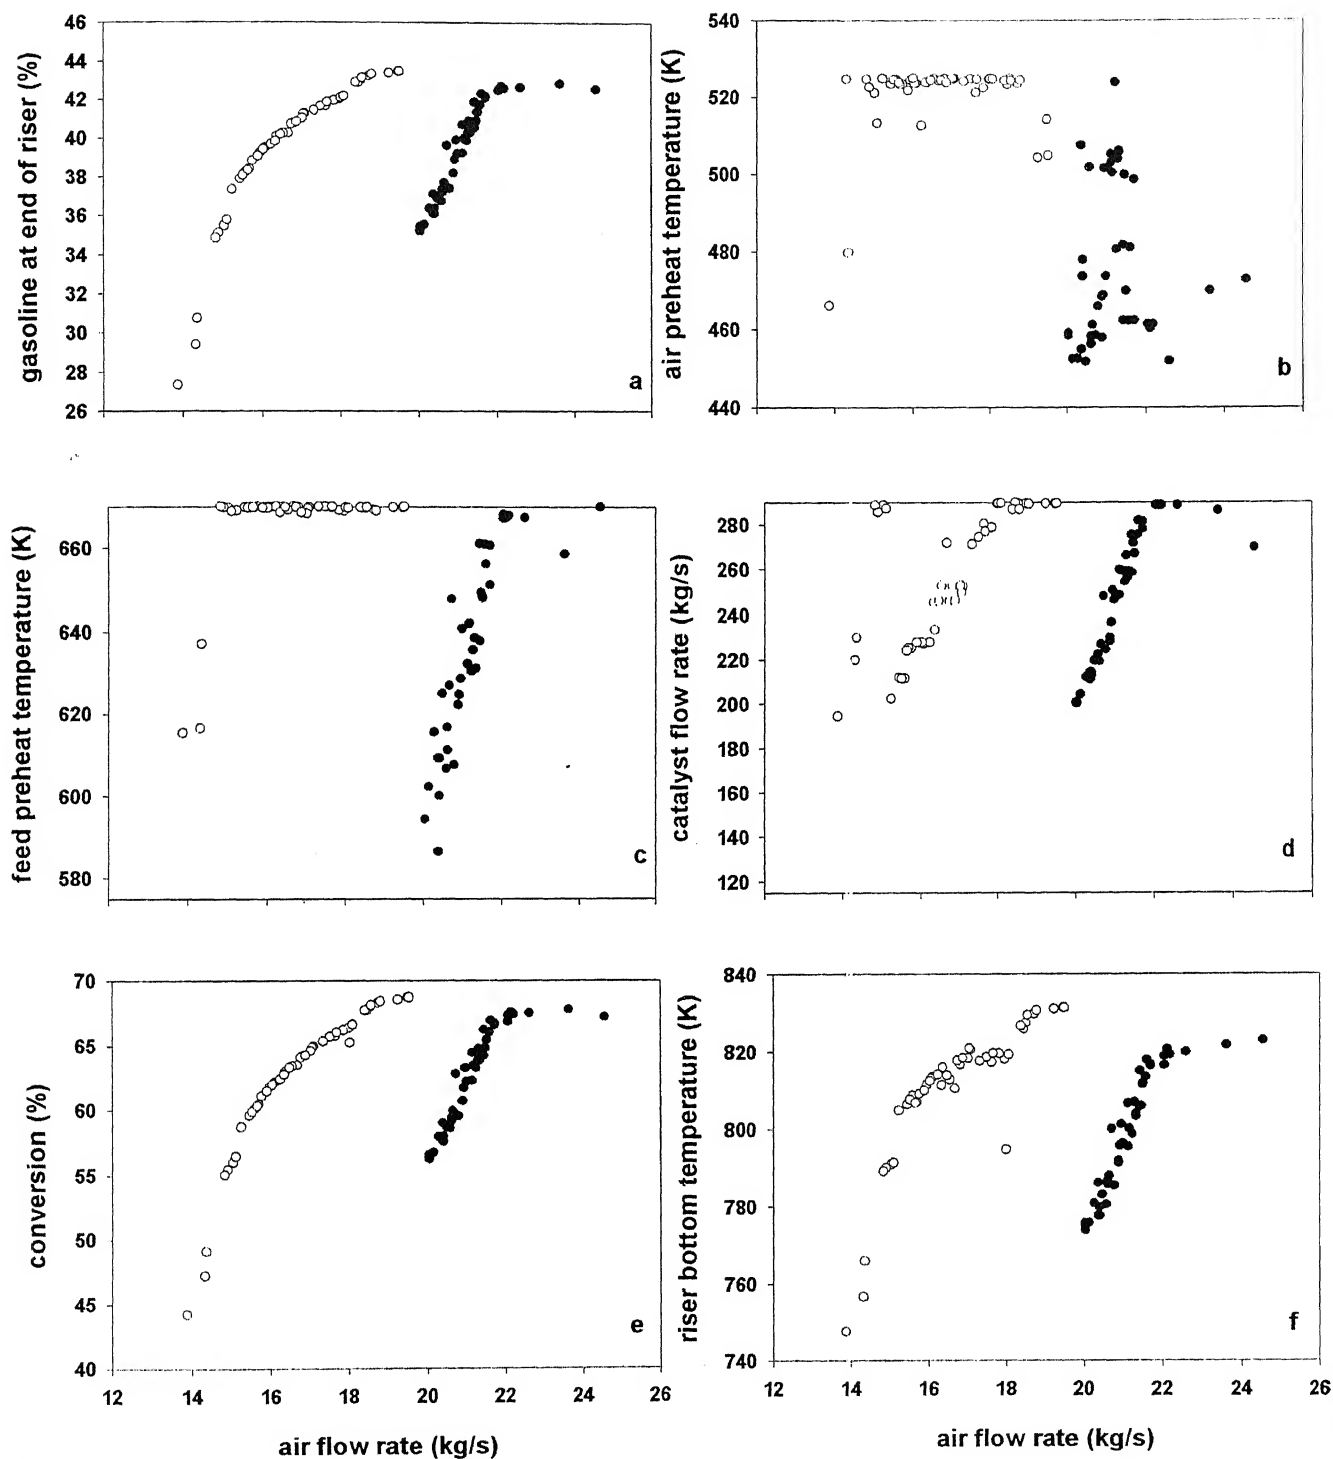 gasoline at end of riser (%)
46
44
42
40
38
36
34
32
30
28
26
a
air preheat temperature (K)
540
520
500
480
460
440
b
feed preheat temperature (K)
660
640
620
600
580
c
catalyst flow rate (kg/s)
280
260
240
220
200
180
160
140
120
d
conversion (%)
70
65
60
55
50
45
40
e
12 14 16 18 20 22 24 26
air flow rate (kg/s)
riser bottom temperature (K)
840
820
800
780
760
740
f
12 14 16 18 20 22 24 26
air flow rate (kg/s)